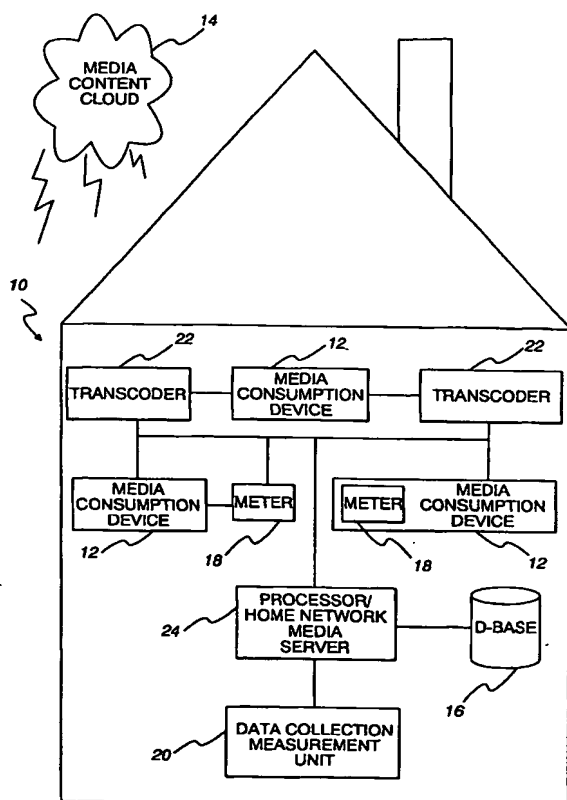 14
MEDIA
CONTENT
CLOUD
10
22
12
22
TRANSCODER
MEDIA
CONSUMPTION
DEVICE
TRANSCODER
MEDIA
CONSUMPTION
DEVICE
METER
METER
MEDIA
CONSUMPTION
DEVICE
12
18
18
12
24
PROCESSOR/
HOME NETWORK
MEDIA
SERVER
D-BASE
16
20
DATA COLLECTION
MEASUREMENT
UNIT